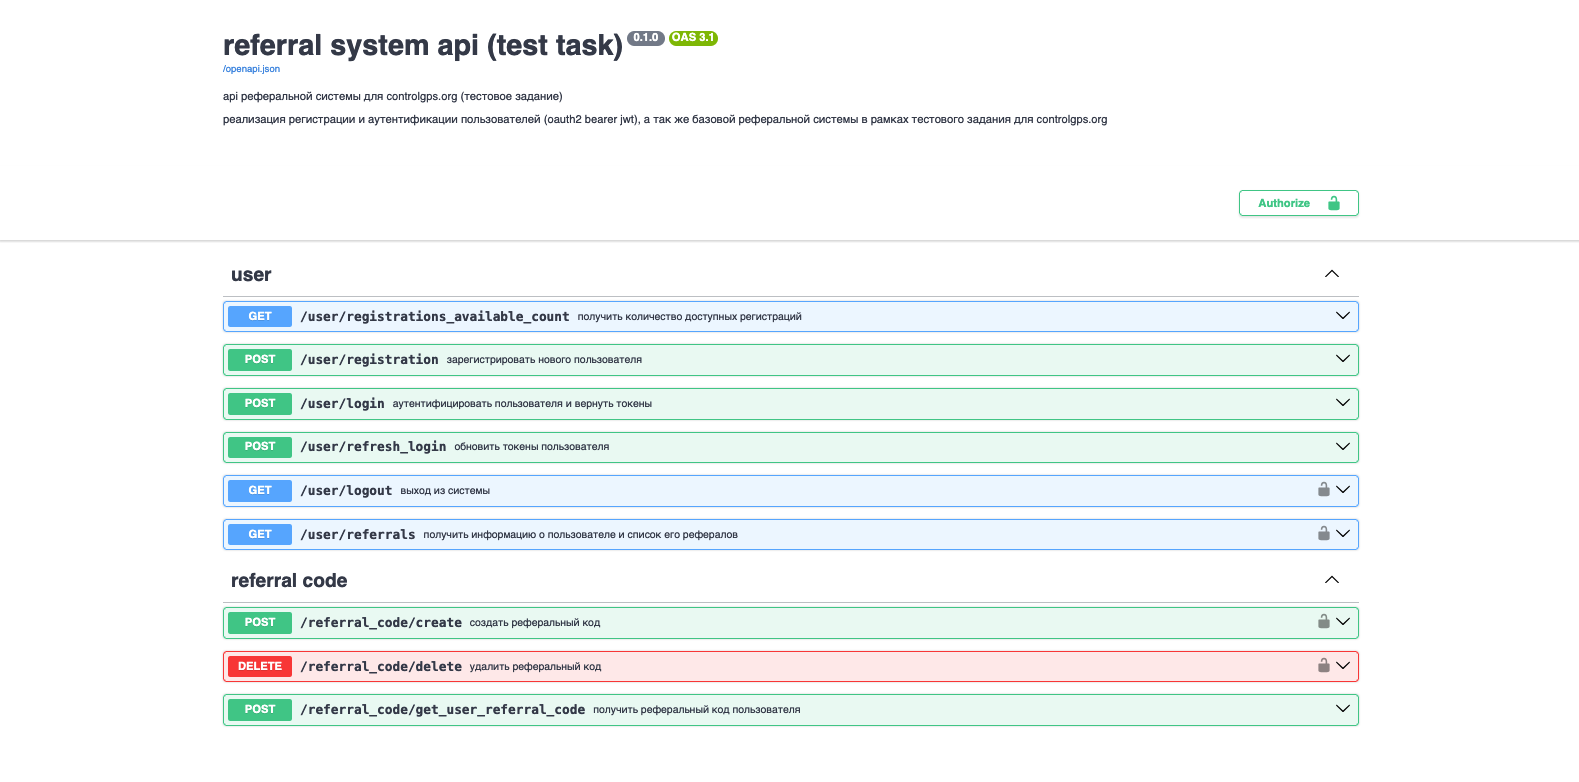 referral system api (test task) 0.1.0 OAS 3.1
/openapi.json
api реферальной системы для controlgps.org (тестовое задание)
реализация регистрации и аутентификации пользователей (oauth2 bearer jwt), а так же базовой реферальной системы в рамках тестового задания для controlgps.org
Authorize
user
GET /user/registrations_available_count получить количество доступных регистраций
POST /user/registration зарегистрировать нового пользователя
POST /user/login аутентифицировать пользователя и вернуть токены
POST /user/refresh_login обновить токены пользователя
GET /user/logout выход из системы
GET /user/referrals получить информацию о пользователе и список его рефералов
referral code
POST /referral_code/create создать реферальный код
DELETE /referral_code/delete удалить реферальный код
POST /referral_code/get_user_referral_code получить реферальный код пользователя